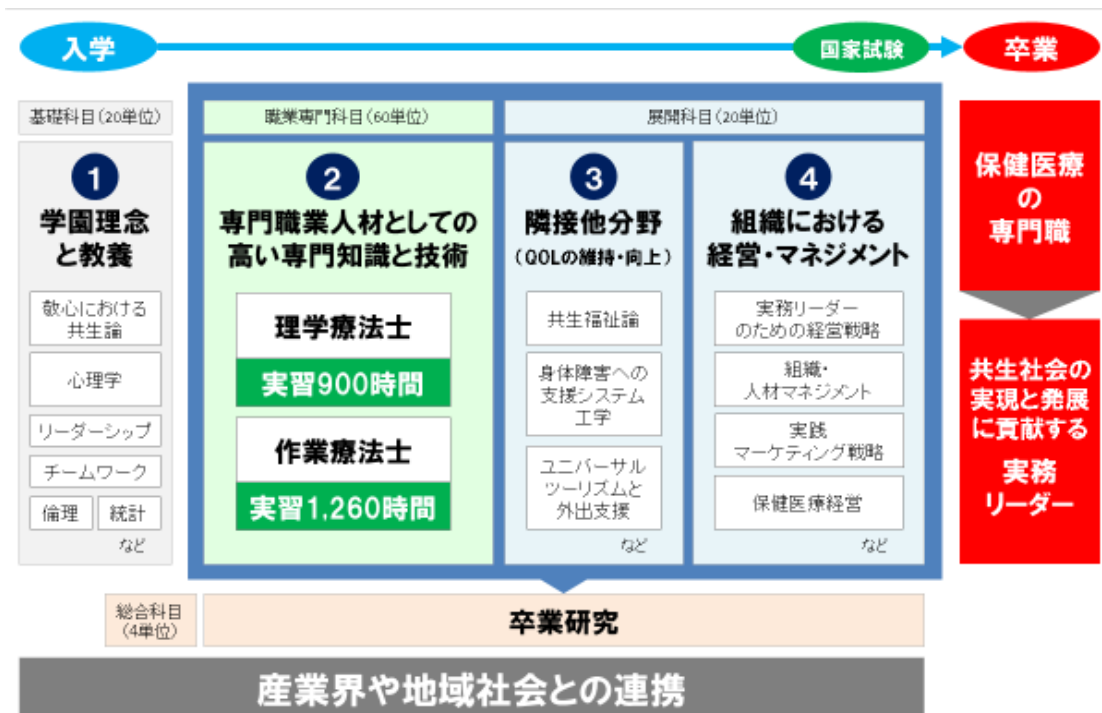 入学
国家試験
卒業
基礎科目(20単位)
職業専門科目(60単位)
展開科目(20単位)
1
学園理念
と教養
敬心における
共生論
心理学
リーダーシップ
チームワーク
倫理
統計
など
2
専門職業人材としての
高い専門知識と技術
理学療法士
実習900時間
作業療法士
実習1,260時間
3
隣接他分野
(QOLの維持・向上)
共生福祉論
身体障害への
支援システム
工学
ユニバーサル
ツーリズムと
外出支援
など
4
組織における
経営・マネジメント
実務リーダー
のための経営戦略
組織・
人材マネジメント
実践
マーケティング戦略
保健医療経営
など
保健医療
の
専門職
共生社会の
実現と発展
に貢献する
実務
リーダー
総合科目
(4単位)
卒業研究
産業界や地域社会との連携